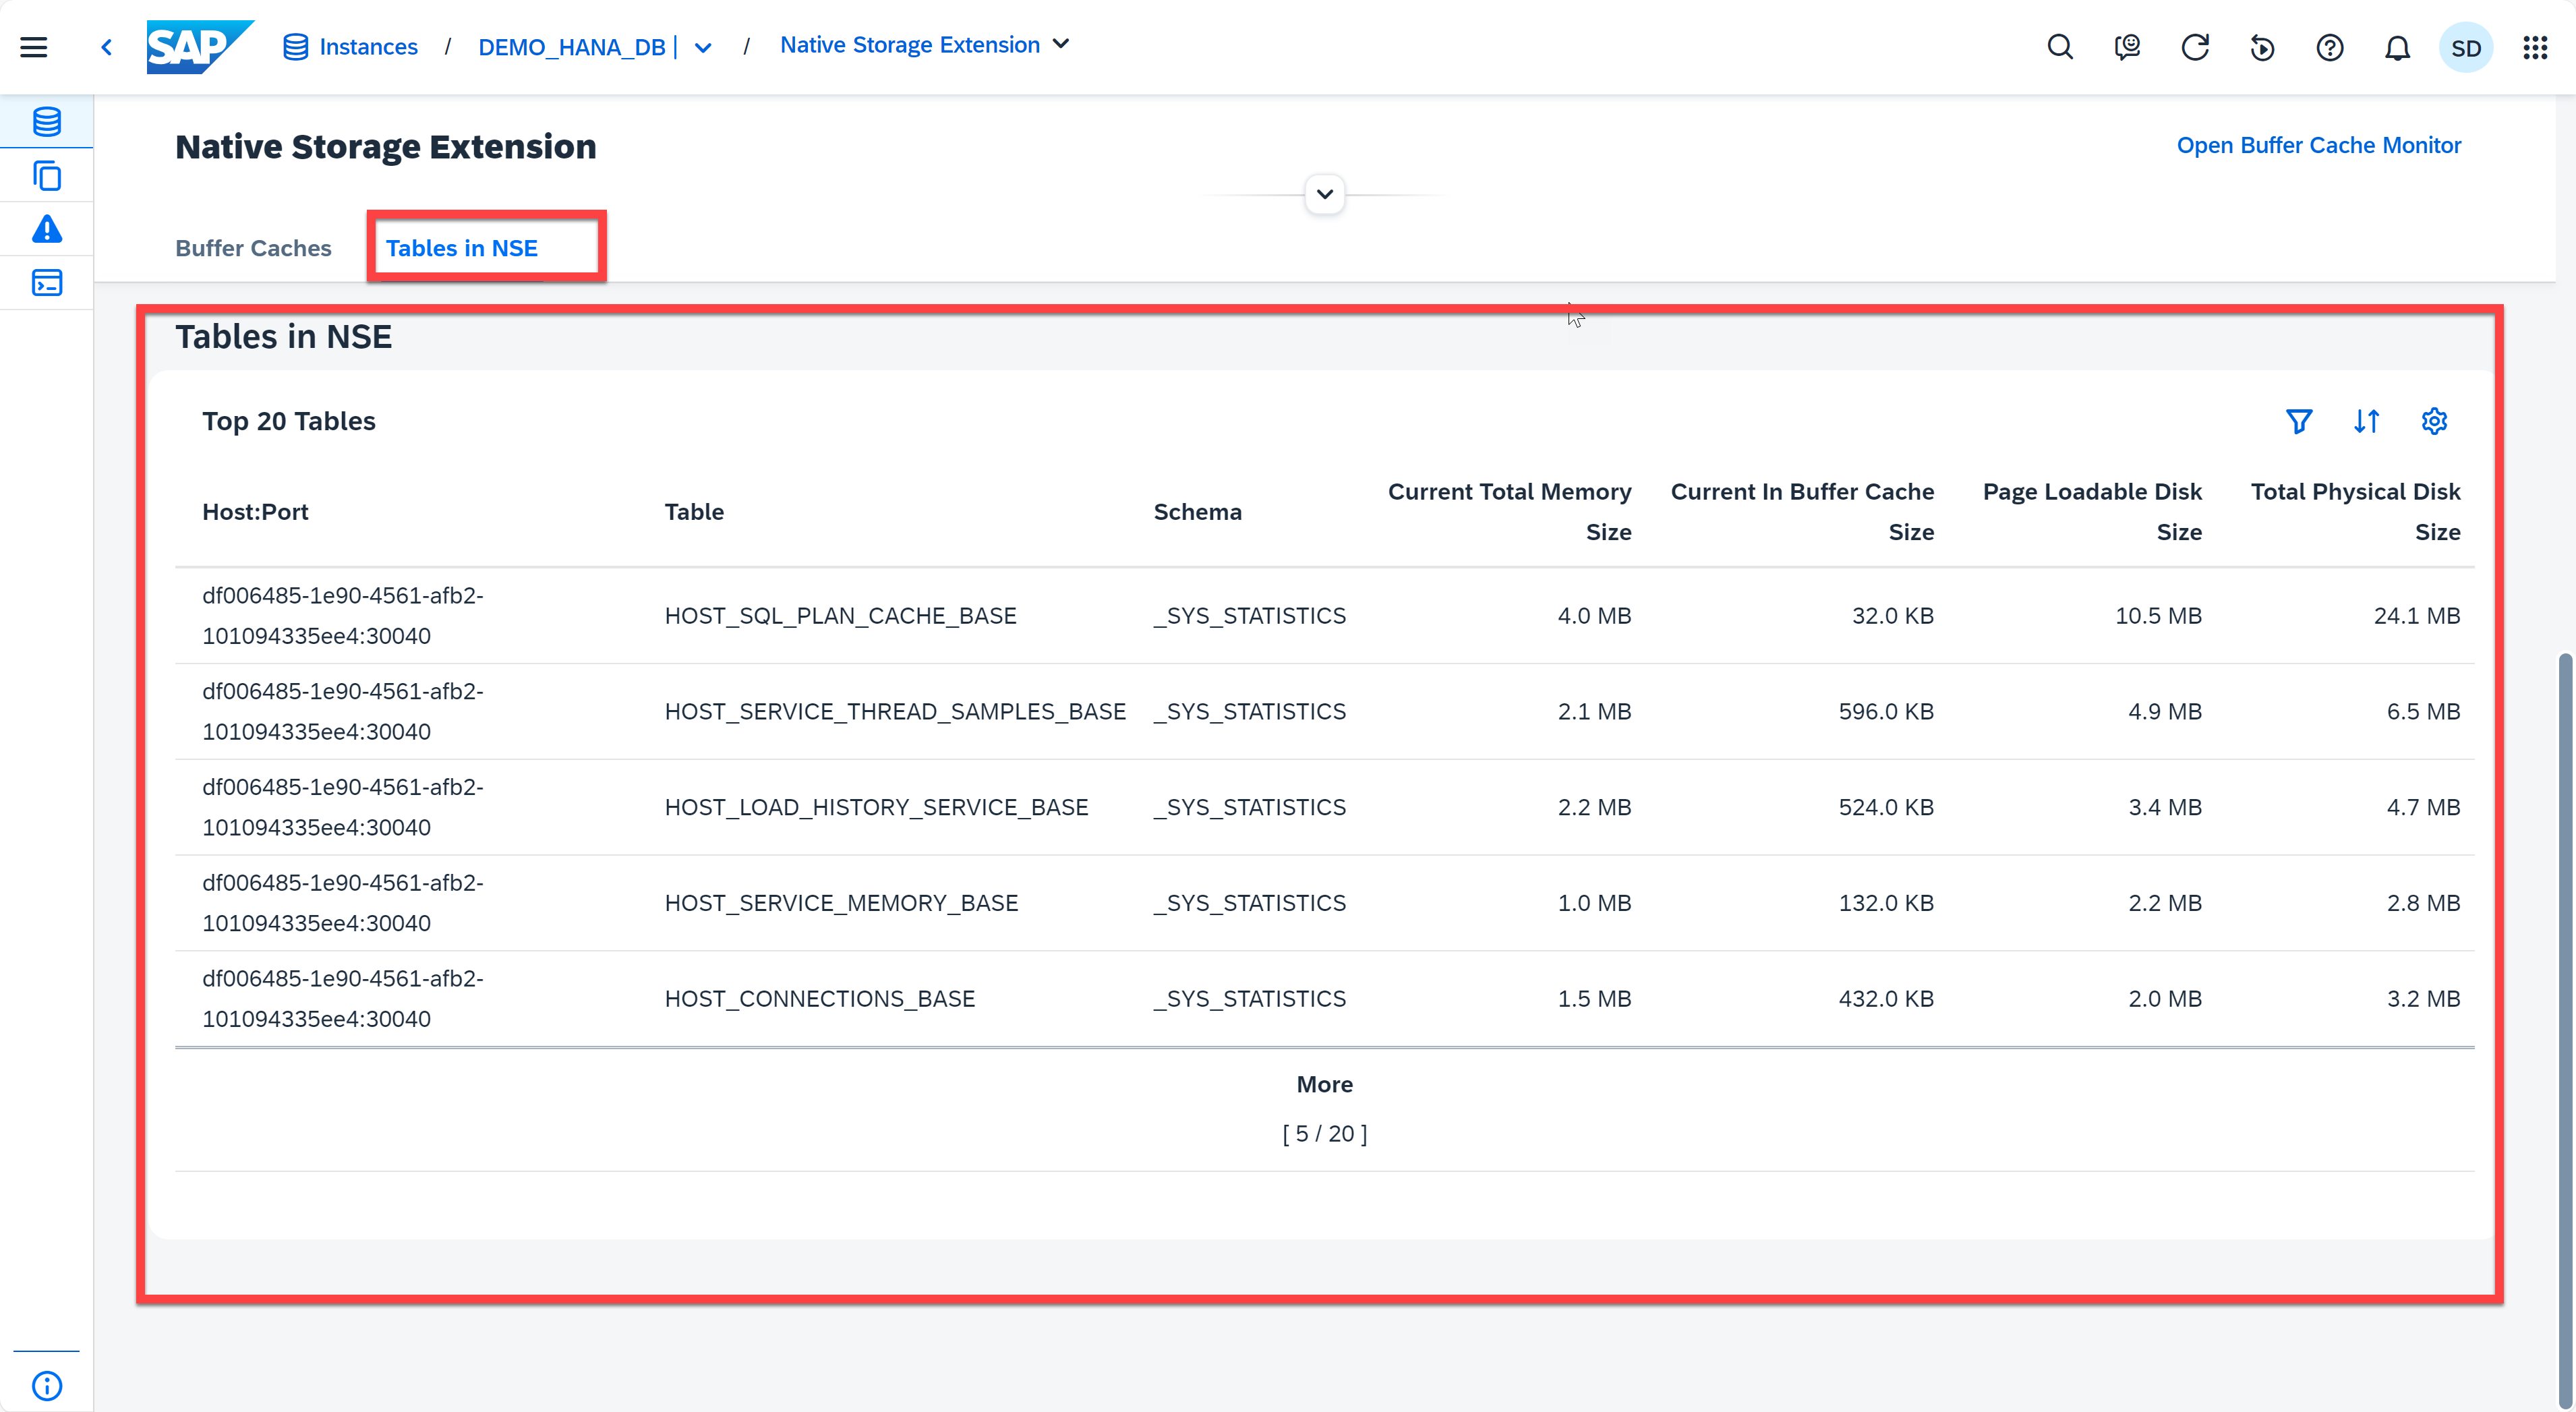 SAP Instances / DEMO_HANA_DB | / Native Storage Extension SD
Native Storage Extension
Open Buffer Cache Monitor
Buffer Caches Tables in NSE
Tables in NSE
Top 20 Tables
Host:Port Table Schema Current Total Memory Size Current In Buffer Cache Size Page Loadable Disk Size Total Physical Disk Size
df006485-1e90-4561-afb2-
101094335ee4:30040
HOST_SQL_PLAN_CACHE_BASE _SYS_STATISTICS 4.0 MB 32.0 KB 10.5 MB 24.1 MB
df006485-1e90-4561-afb2-
101094335ee4:30040
HOST_SERVICE_THREAD_SAMPLES_BASE _SYS_STATISTICS 2.1 MB 596.0 KB 4.9 MB 6.5 MB
df006485-1e90-4561-afb2-
101094335ee4:30040
HOST_LOAD_HISTORY_SERVICE_BASE _SYS_STATISTICS 2.2 MB 524.0 KB 3.4 MB 4.7 MB
df006485-1e90-4561-afb2-
101094335ee4:30040
HOST_SERVICE_MEMORY_BASE _SYS_STATISTICS 1.0 MB 132.0 KB 2.2 MB 2.8 MB
df006485-1e90-4561-afb2-
101094335ee4:30040
HOST_CONNECTIONS_BASE _SYS_STATISTICS 1.5 MB 432.0 KB 2.0 MB 3.2 MB
More
[ 5 / 20 ]